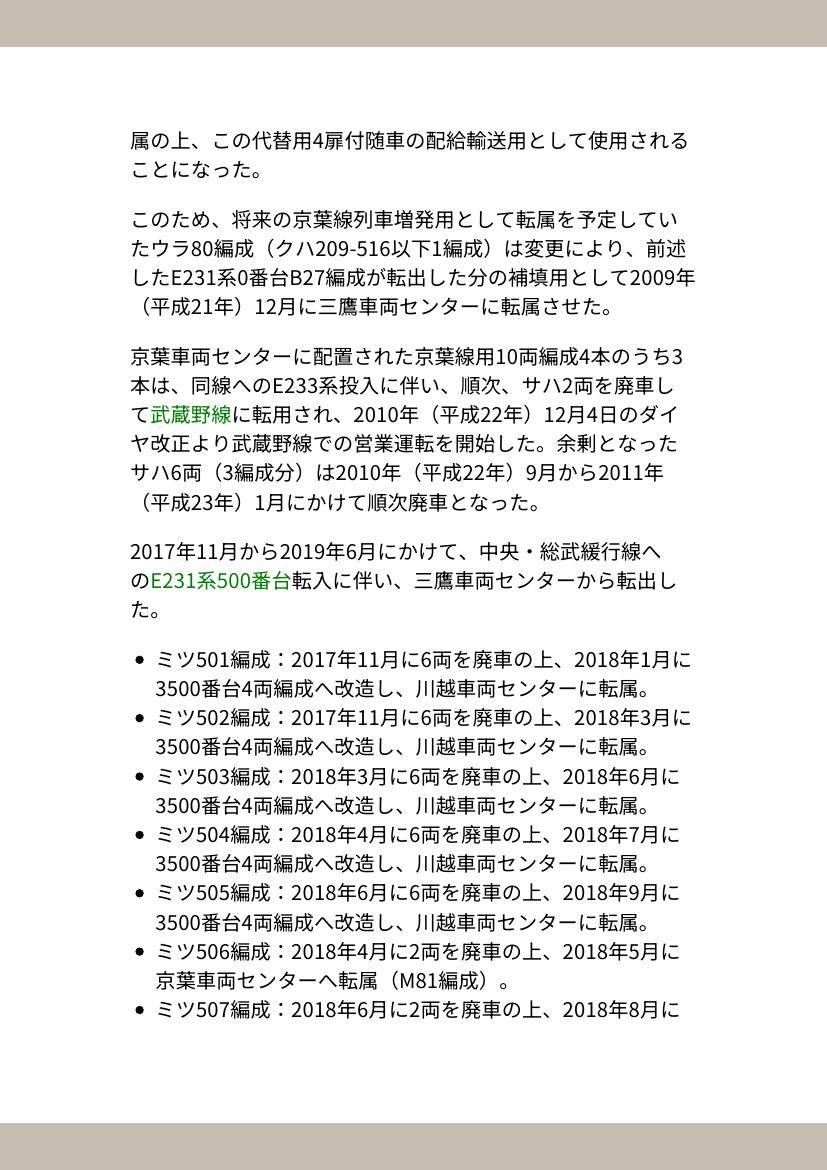 属の上、この代替用4扉付随車の配給輸送用として使用される
ことになった。
このため、将来の京葉線列車増発用として転属を予定してい
たウラ80編成（クハ209-516以下1編成）は変更により、前述
したE231系0番台B27編成が転出した分の補填用として2009年
（平成21年）12月に三鷹車両センターに転属させた。
京葉車両センターに配置された京葉線用10両編成4本のうち3
本は、同線へのE233系投入に伴い、順次、サハ2両を廃車し
て武蔵野線に転用され、2010年（平成22年）12月4日のダイ
ヤ改正より武蔵野線での営業運転を開始した。余剰となった
サハ6両（3編成分）は2010年（平成22年）9月から2011年
（平成23年）1月にかけて順次廃車となった。
2017年11月から2019年6月にかけて、中央・総武緩行線へ
のE231系500番台転入に伴い、三鷹車両センターから転出し
た。
● ミツ501編成：2017年11月に6両を廃車の上、2018年1月に
3500番台4両編成へ改造し、川越車両センターに転属。
● ミツ502編成：2017年11月に6両を廃車の上、2018年3月に
3500番台4両編成へ改造し、川越車両センターに転属。
● ミツ503編成：2018年3月に6両を廃車の上、2018年6月に
3500番台4両編成へ改造し、川越車両センターに転属。
● ミツ504編成：2018年4月に6両を廃車の上、2018年7月に
3500番台4両編成へ改造し、川越車両センターに転属。
● ミツ505編成：2018年6月に6両を廃車の上、2018年9月に
3500番台4両編成へ改造し、川越車両センターに転属。
● ミツ506編成：2018年4月に2両を廃車の上、2018年5月に
京葉車両センターへ転属（M81編成）。
● ミツ507編成：2018年6月に2両を廃車の上、2018年8月に